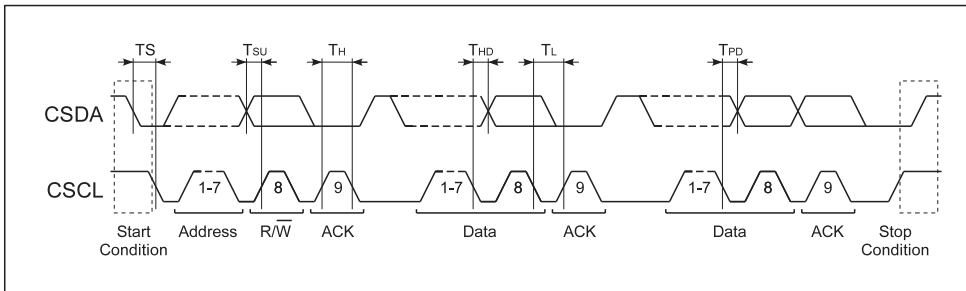 TS TSU TH THD TL TPD
CSDA
CSCL 1-7 8 9 1-7 8 9 1-7 8 9
Start Condition Address R/W̅ ACK Data ACK Data ACK Stop Condition